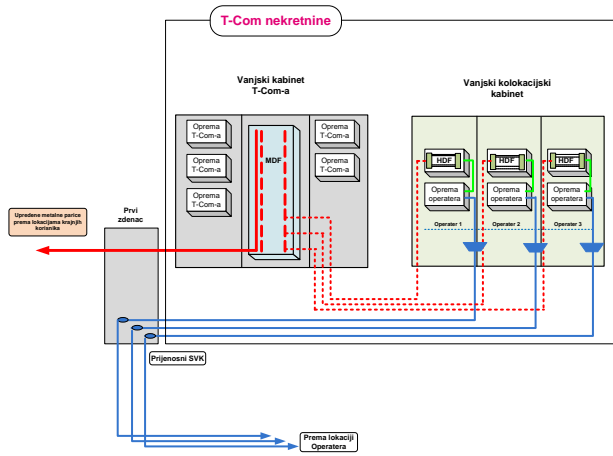 T-Com nekretnine
Vanjski kabinet
T-Com-a
Vanjski kolokacijski
kabinet
Oprema
T-Com-a
Oprema
T-Com-a
Oprema
T-Com-a
MDF
Oprema
T-Com-a
Oprema
T-Com-a
HDF
HDF
HDF
Oprema
operatera
Oprema
operatera
Oprema
operatera
Operater 1
Operater 2
Operater 3
Upredene metalne parice
prema lokacijama krajnjih
korisnika
Prvi
zdenac
Prijenosni SVK
Prema lokaciji
Operatera